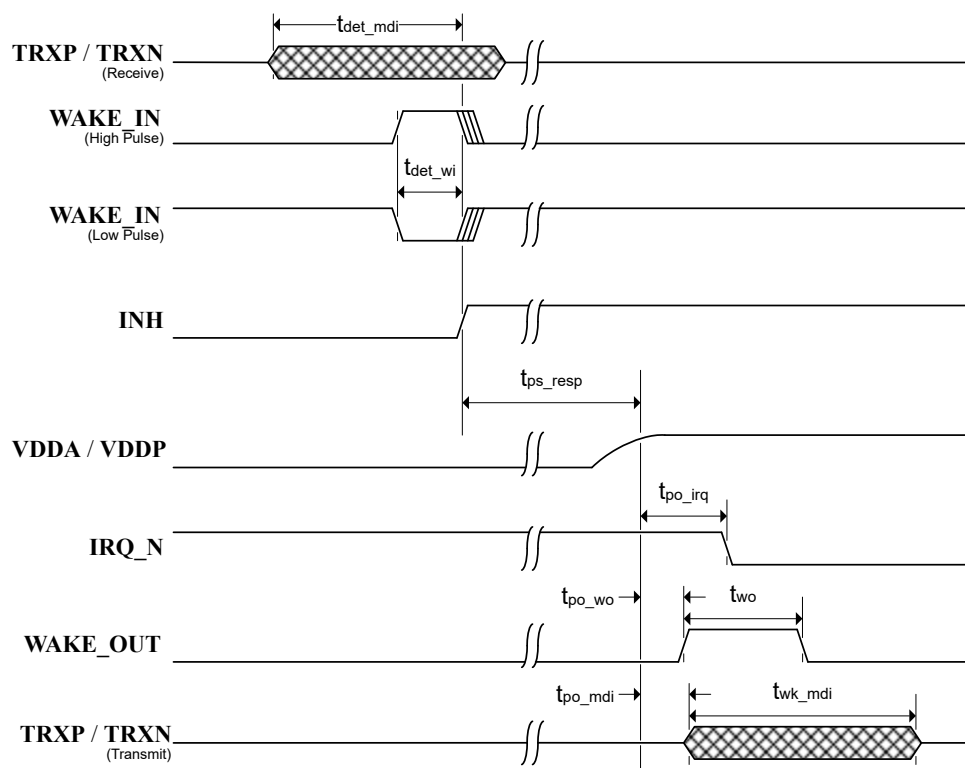 tdet_mdi
TRXP / TRXN
(Receive)
WAKE_IN
(High Pulse)
tdet_wi
WAKE_IN
(Low Pulse)
INH
tps_resp
VDDA / VDDP
tpo_irq
IRQ_N
tpo_wo
two
WAKE_OUT
tpo_mdi
twk_mdi
TRXP / TRXN
(Transmit)